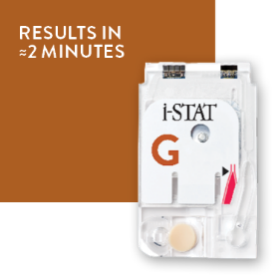 RESULTS IN
≈2 MINUTES
i-STAT
G